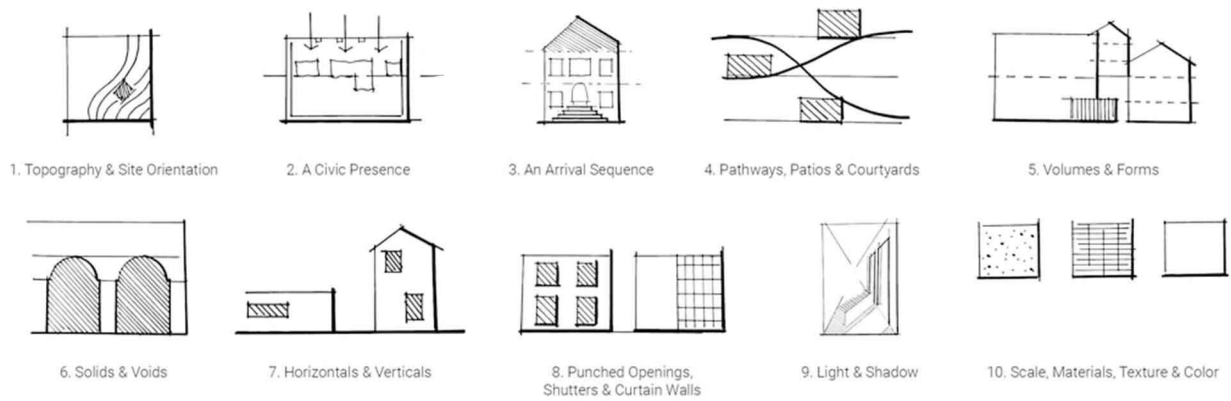 1. Topography & Site Orientation
2. A Civic Presence
3. An Arrival Sequence
4. Pathways, Patios & Courtyards
5. Volumes & Forms
6. Solids & Voids
7. Horizontals & Verticals
8. Punched Openings,
Shutters & Curtain Walls
9. Light & Shadow
10. Scale, Materials, Texture & Color